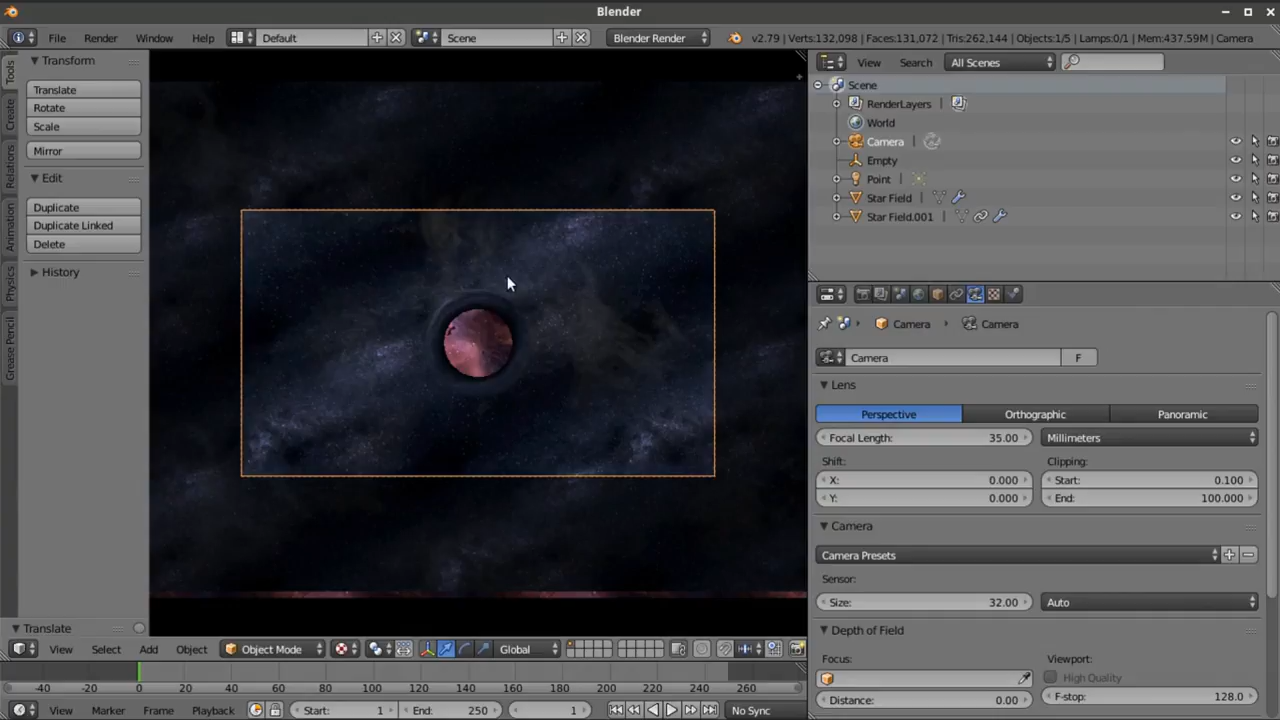 Blender
File Render Window Help Default Scene Blender Render v2.79 | Verts:132,098 | Faces:131,072 | Tris:262,144 | Objects:1/5 | Lamps:0/1 | Mem:437.59M | Camera
Tools
Create
Relations
Animation
Physics
Grease Pencil
Transform
Translate
Rotate
Scale
Mirror
Edit
Duplicate
Duplicate Linked
Delete
History
Translate
View Search All Scenes
Scene
RenderLayers
World
Camera
Empty
Point
Star Field
Star Field.001
Camera Camera
Camera F
Lens
Perspective Orthographic Panoramic
Focal Length: 35.00 Millimeters
Shift: Clipping:
X: 0.000 Start: 0.100
Y: 0.000 End: 100.000
Camera
Camera Presets
Sensor:
Size: 32.00 Auto
Depth of Field
Focus: Viewport:
High Quality
Distance: 0.00 F-stop: 128.0
View Select Add Object Object Mode Global
-40 -20 0 20 40 60 80 100 120 140 160 180 200 220 240 260
View Marker Frame Playback Start: 1 End: 250 1 No Sync